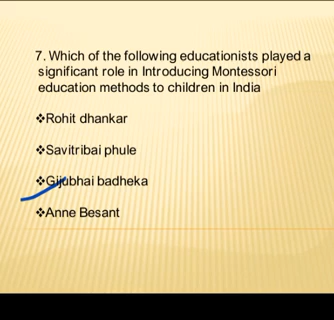 7. Which of the following educationists played a
significant role in Introducing Montessori
education methods to children in India
❖Rohit dhankar
❖Savitribai phule
❖Gijubhai badheka
❖Anne Besant